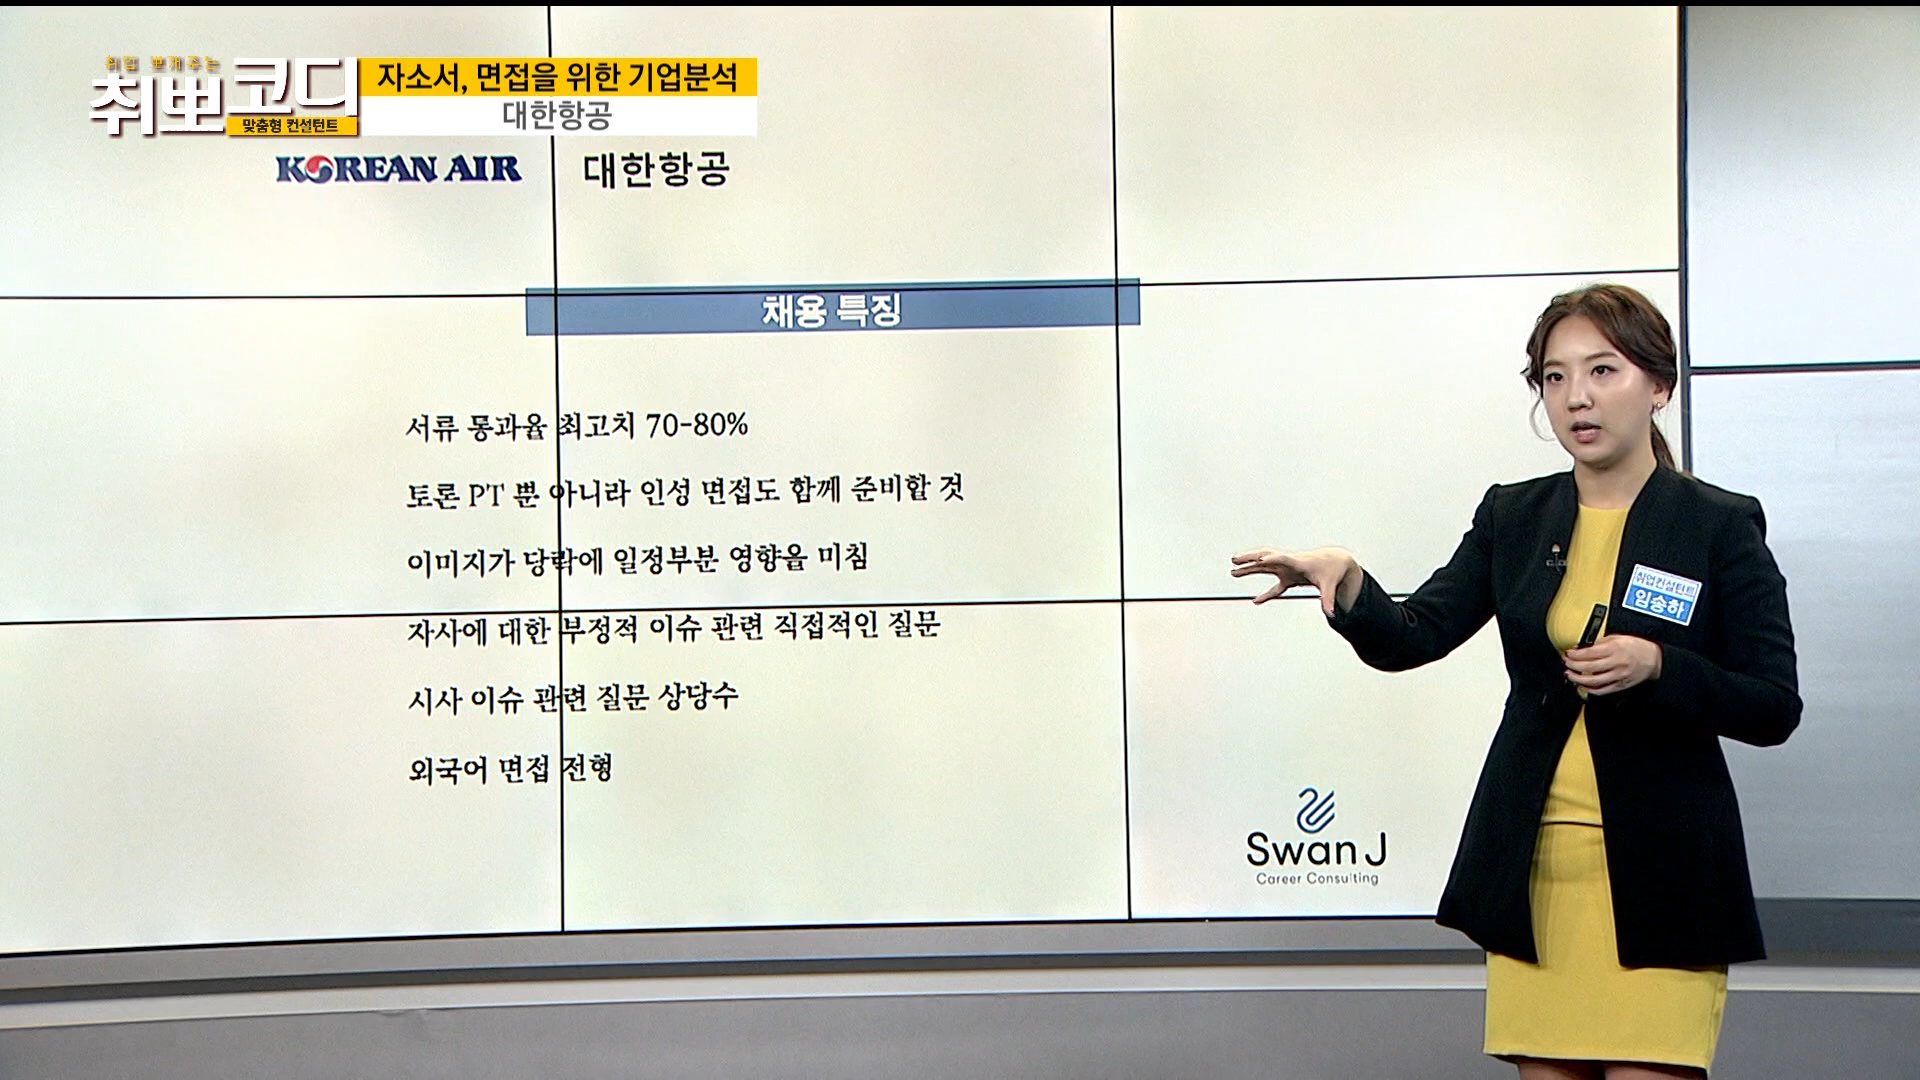 취업 뽀개주는
취뽀코디
맞춤형 컨설턴트
자소서, 면접을 위한 기업분석
대한항공
KOREAN AIR 대한항공
채용 특징
서류 통과율 최고치 70-80%
토론 PT 뿐 아니라 인성 면접도 함께 준비할 것
이미지가 당락에 일정부분 영향을 미침
자사에 대한 부정적 이슈 관련 직접적인 질문
시사 이슈 관련 질문 상당수
외국어 면접 전형
취업컨설턴트
임송하
Swan J
Career Consulting